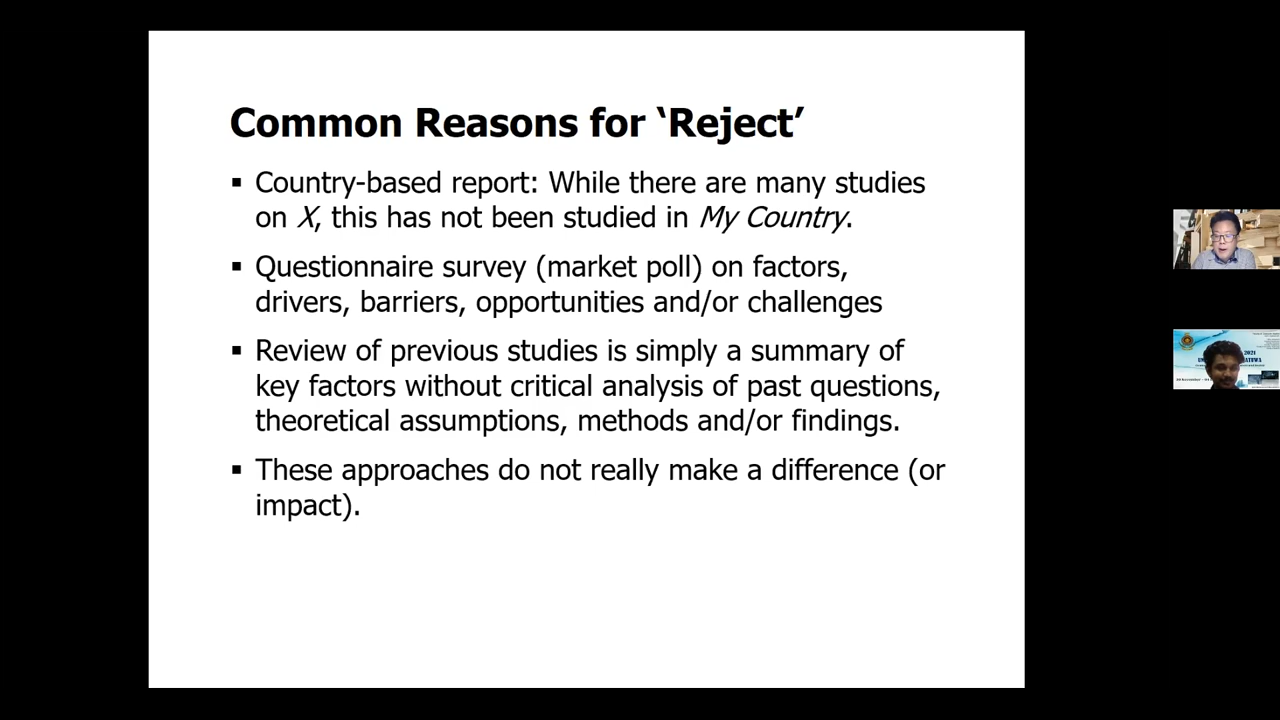 Common Reasons for ‘Reject’
▪ Country-based report: While there are many studies
on X, this has not been studied in My Country.
▪ Questionnaire survey (market poll) on factors,
drivers, barriers, opportunities and/or challenges
▪ Review of previous studies is simply a summary of
key factors without critical analysis of past questions,
theoretical assumptions, methods and/or findings.
▪ These approaches do not really make a difference (or
impact).
2021